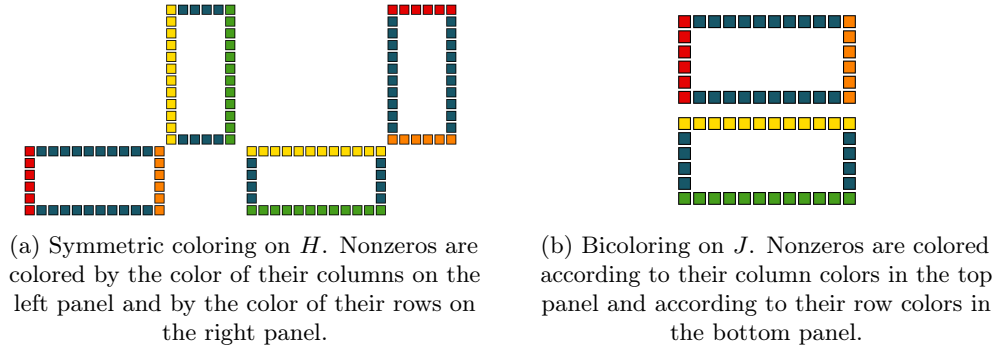 (a) Symmetric coloring on H. Nonzeros are
colored by the color of their columns on the
left panel and by the color of their rows on
the right panel.
(b) Bicoloring on J. Nonzeros are colored
according to their column colors in the top
panel and according to their row colors in
the bottom panel.